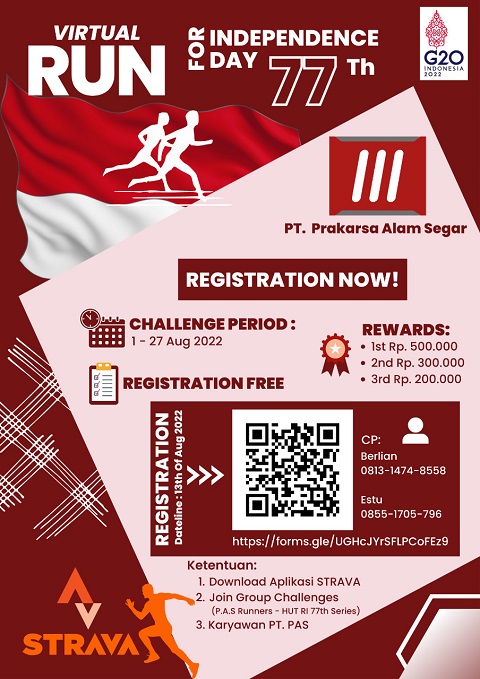 VIRTUAL
RUN
FOR
INDEPENDENCE
DAY 77 Th
G20
INDONESIA
2022
PT. Prakarsa Alam Segar
REGISTRATION NOW!
CHALLENGE PERIOD :
1 - 27 Aug 2022
REGISTRATION FREE
REWARDS:
• 1st Rp. 500.000
• 2nd Rp. 300.000
• 3rd Rp. 200.000
REGISTRATION
Dateline : 13th Of Aug 2022
CP:
Berlian
0813-1474-8558
Estu
0855-1705-796
https://forms.gle/UGHcJYrSFLPCoFEz9
Ketentuan:
1. Download Aplikasi STRAVA
2. Join Group Challenges
(P.A.S Runners - HUT RI 77th Series)
3. Karyawan PT. PAS
STRAVA